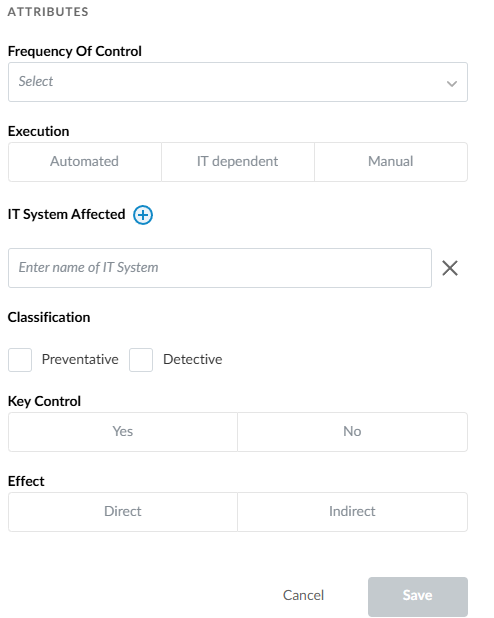 ATTRIBUTES
Frequency Of Control
Select
Execution
Automated IT dependent Manual
IT System Affected
Enter name of IT System
Classification
Preventative Detective
Key Control
Yes No
Effect
Direct Indirect
Cancel Save